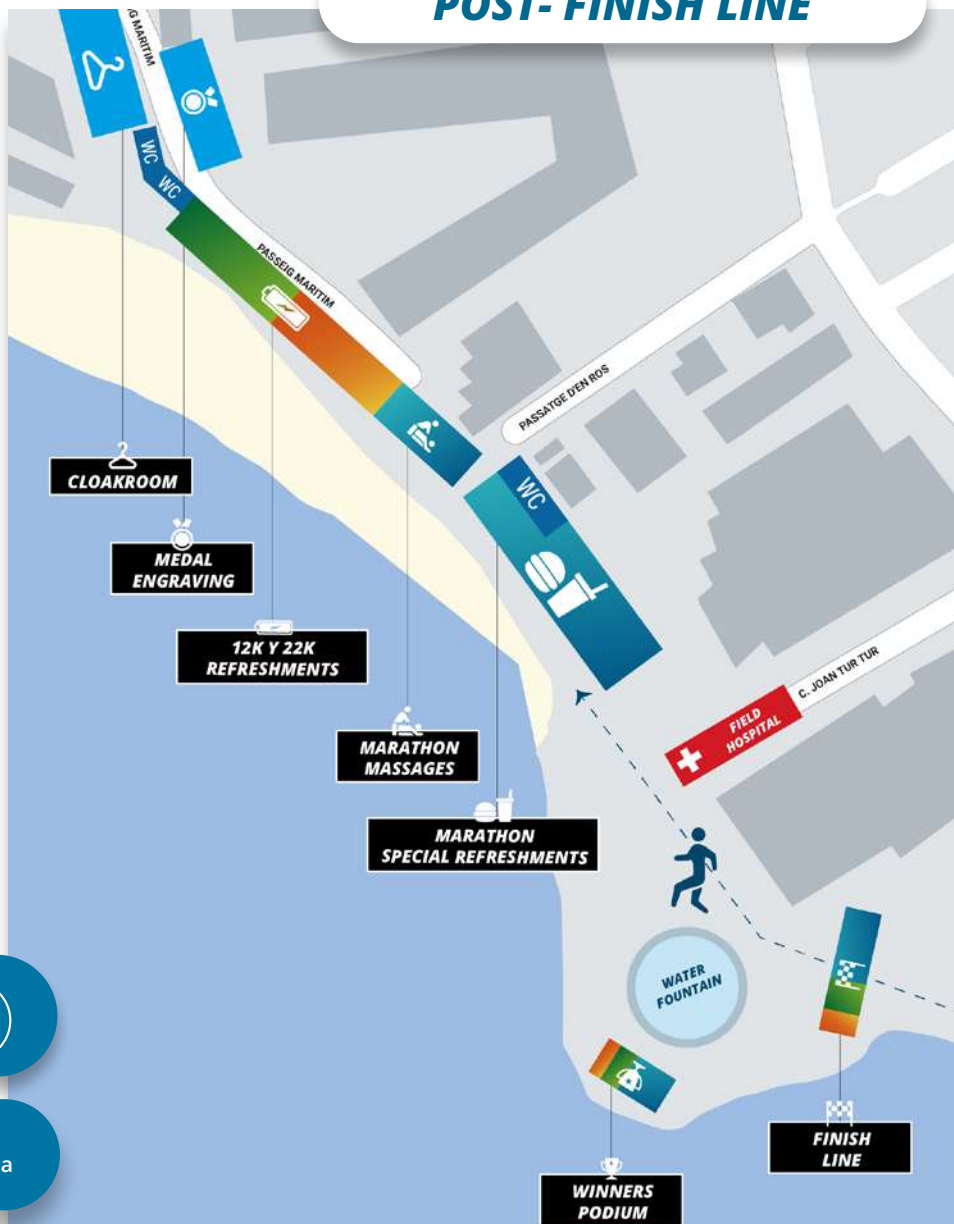 POST- FINISH LINE
MARITIM
WC
WC
PASSEIG MARITIM
PASSATGE D'EN ROS
WC
CLOAKROOM
MEDAL
ENGRAVING
12K Y 22K
REFRESHMENTS
MARATHON
MASSAGES
MARATHON
SPECIAL REFRESHMENTS
C. JOAN TUR TUR
FIELD
HOSPITAL
WATER
FOUNTAIN
FINISH
LINE
WINNERS
PODIUM
a